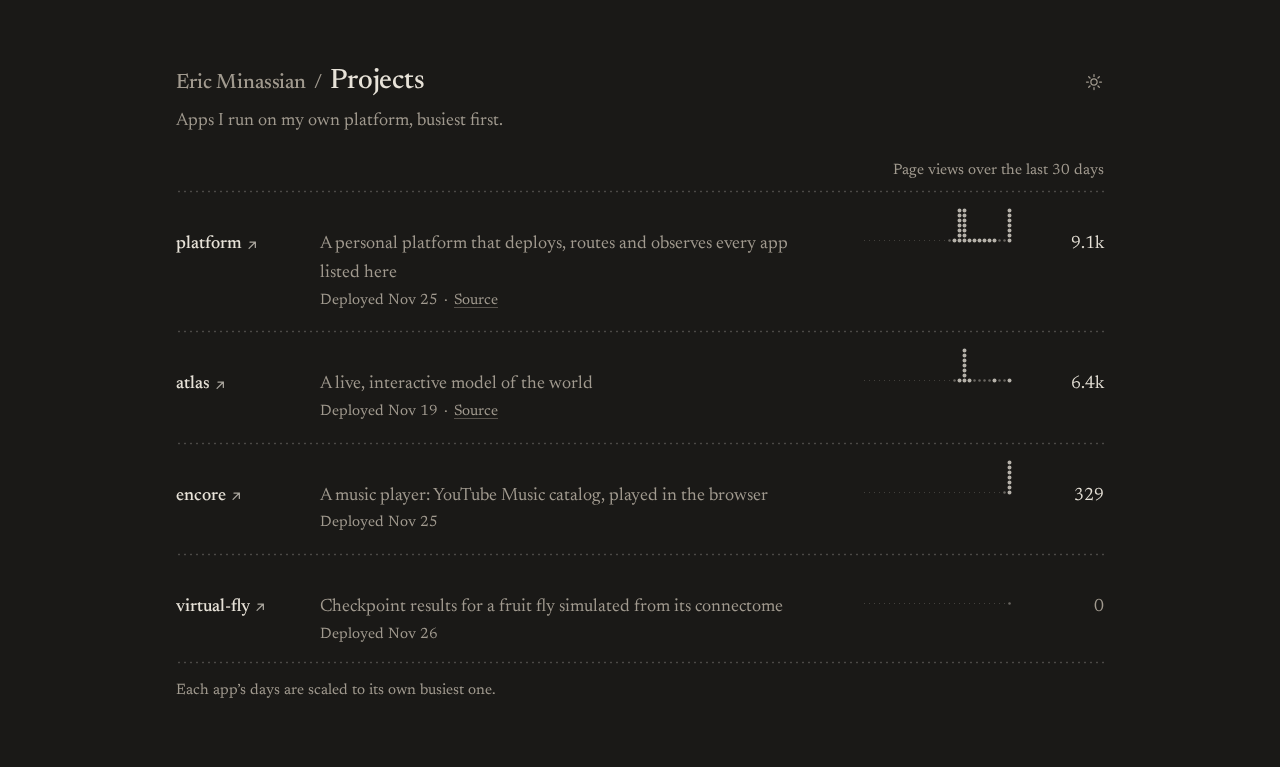 Eric Minassian / Projects
Apps I run on my own platform, busiest first.
Page views over the last 30 days
platform ↗ A personal platform that deploys, routes and observes every app 9.1k
listed here
Deployed Nov 25 · Source
atlas ↗ A live, interactive model of the world 6.4k
Deployed Nov 19 · Source
encore ↗ A music player: YouTube Music catalog, played in the browser 329
Deployed Nov 25
virtual-fly ↗ Checkpoint results for a fruit fly simulated from its connectome 0
Deployed Nov 26
Each app’s days are scaled to its own busiest one.